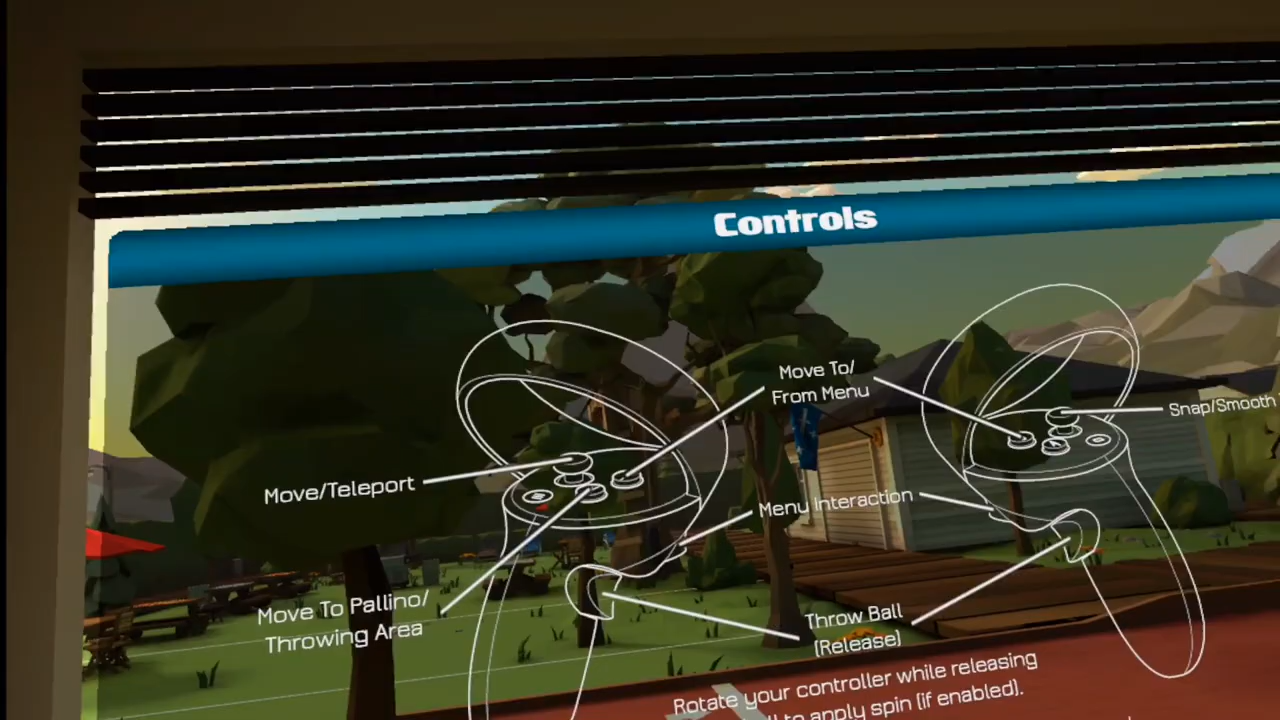 Controls
Move To/
From Menu
Snap/Smooth
Move/Teleport
Menu Interaction
Move To Pallino/
Throwing Area
Throw Ball
(Release)
Rotate your controller while releasing
to apply spin (if enabled).